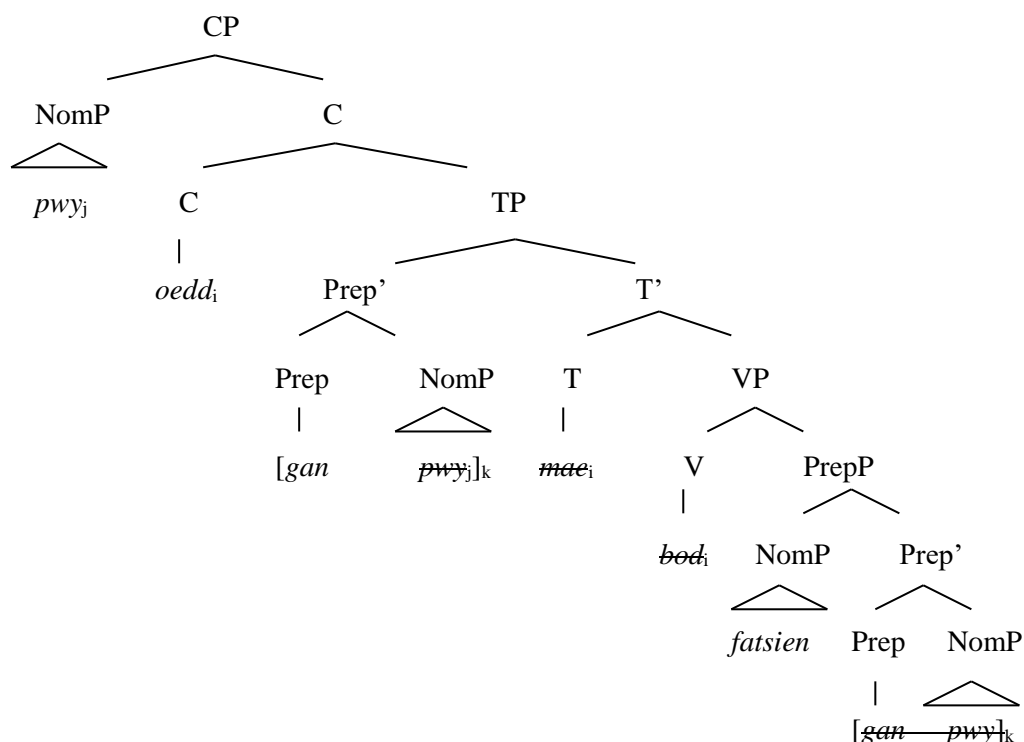 CP
NomP C
pwyj C TP
oeddi Prep’ T’
Prep NomP T VP
[gan pwyj]k maei V PrepP
bodi NomP Prep’
fatsien Prep NomP
[gan pwy]k